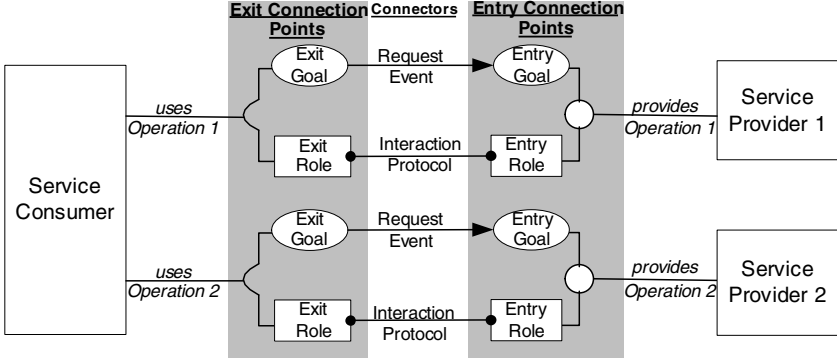 Exit Connection Points
Connectors
Entry Connection Points
Exit
Goal
Request
Event
Entry
Goal
uses
Operation 1
provides
Operation 1
Service
Provider 1
Exit
Role
Interaction
Protocol
Entry
Role
Service
Consumer
Exit
Goal
Request
Event
Entry
Goal
uses
Operation 2
provides
Operation 2
Service
Provider 2
Exit
Role
Interaction
Protocol
Entry
Role